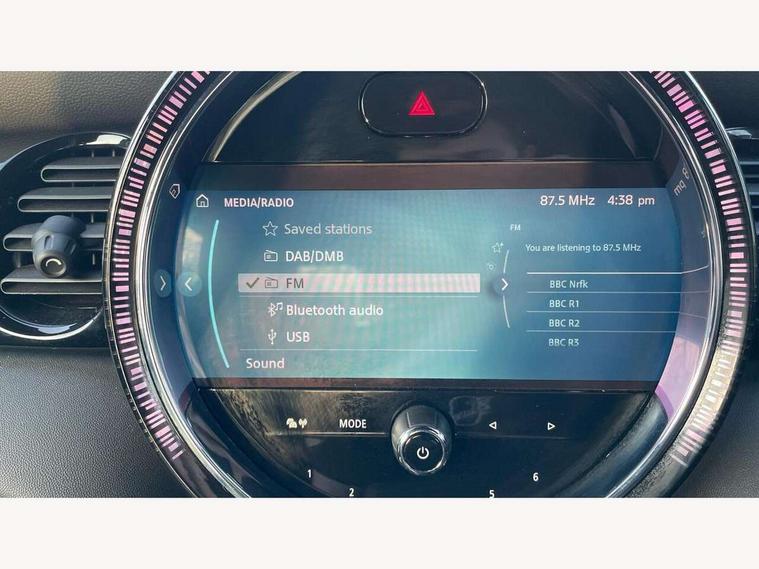 MEDIA/RADIO
87.5 MHz 4:38 pm
Saved stations
DAB/DMB
FM
Bluetooth audio
USB
Sound
FM
You are listening to 87.5 MHz
BBC Nrfk
BBC R1
BBC R2
BBC R3
MODE
1
2
5
6